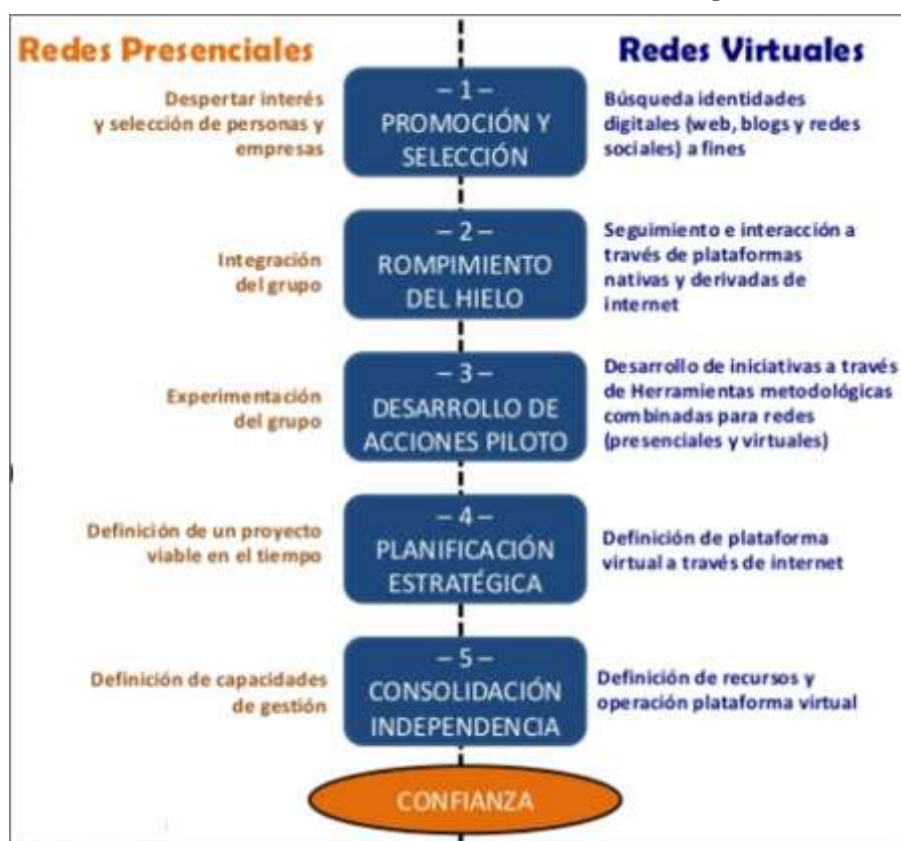 Redes Presenciales
Redes Virtuales
Despertar interés
y selección de personas y
empresas
– 1 –
PROMOCIÓN Y
SELECCIÓN
Búsqueda identidades
digitales (web, blogs y redes
sociales) a fines
Integración
del grupo
– 2 –
ROMPIMIENTO
DEL HIELO
Seguimiento e interacción a
través de plataformas
nativas y derivadas de
internet
Experimentación
del grupo
– 3 –
DESARROLLO DE
ACCIONES PILOTO
Desarrollo de iniciativas a través
de Herramientas metodológicas
combinadas para redes
(presenciales y virtuales)
Definición de un proyecto
viable en el tiempo
– 4 –
PLANIFICACIÓN
ESTRATÉGICA
Definición de plataforma
virtual a través de internet
Definición de capacidades
de gestión
– 5 –
CONSOLIDACIÓN
INDEPENDENCIA
Definición de recursos y
operación plataforma virtual
CONFIANZA